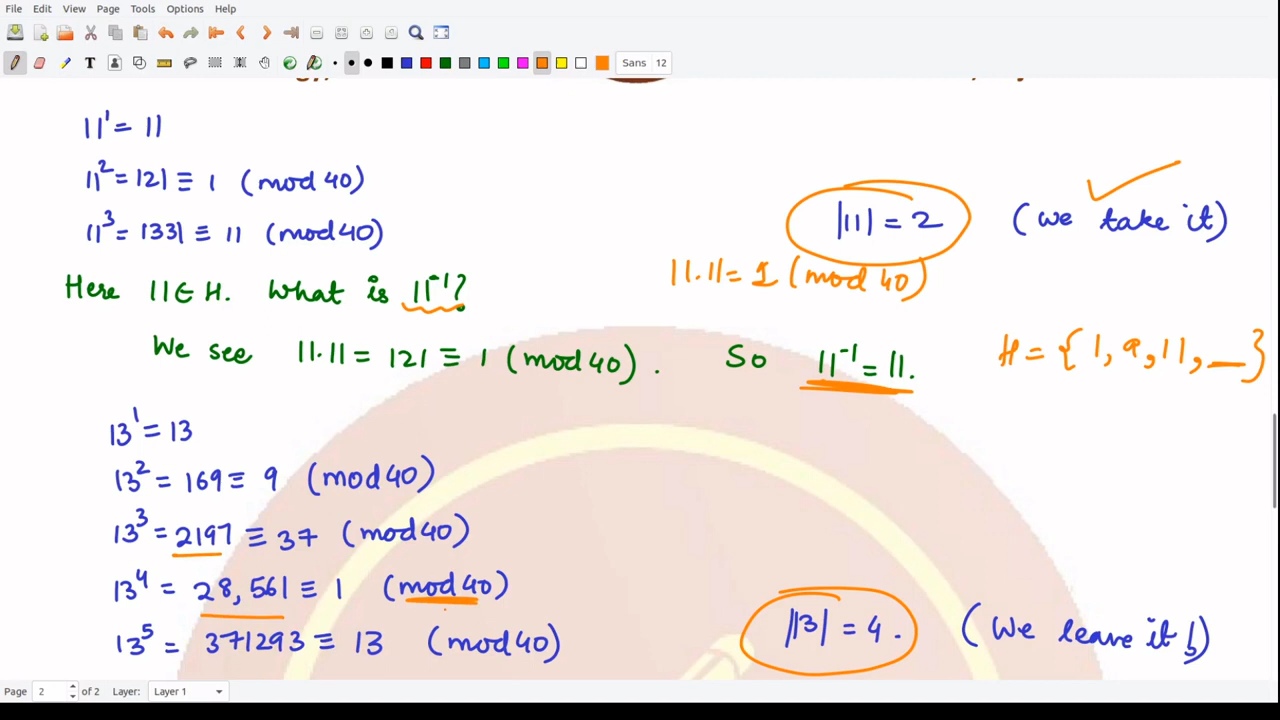 File Edit View Page Tools Options Help
Sans 12
11¹ = 11
11² = 121 ≡ 1 (mod 40)
|11| = 2 (we take it)
11³ = 1331 ≡ 11 (mod 40)
11.11 = 1 (mod 40)
Here 11 ∈ H. What is 11⁻¹?
We see 11.11 = 121 ≡ 1 (mod 40). So 11⁻¹ = 11.
H = { 1, 9, 11, __ }
13¹ = 13
13² = 169 ≡ 9 (mod 40)
13³ = 2197 ≡ 37 (mod 40)
13⁴ = 28,561 ≡ 1 (mod 40)
|13| = 4. (We leave it)
13⁵ = 371293 ≡ 13 (mod 40)
Page 2 of 2 Layer: Layer 1